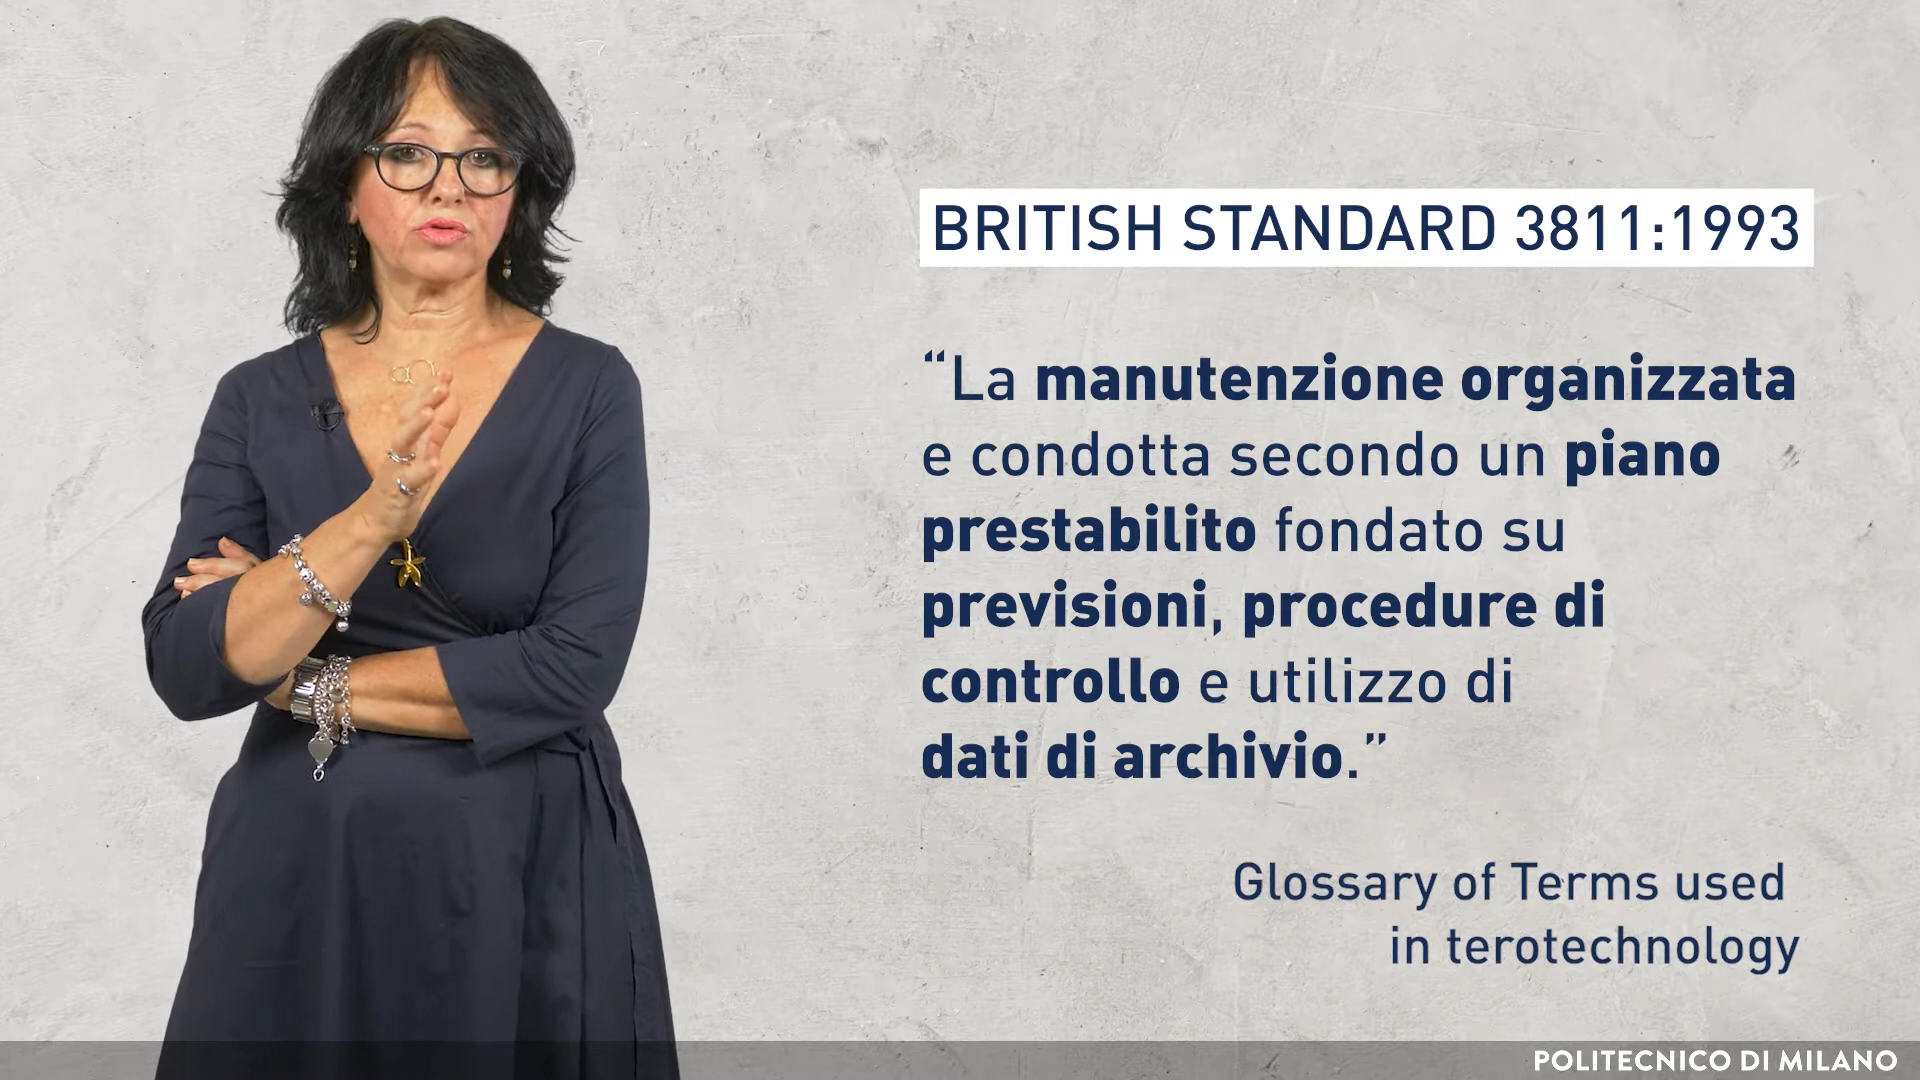 BRITISH STANDARD 3811:1993
“La manutenzione organizzata
e condotta secondo un piano
prestabilito fondato su
previsioni, procedure di
controllo e utilizzo di
dati di archivio.”
Glossary of Terms used
in terotechnology
POLITECNICO DI MILANO